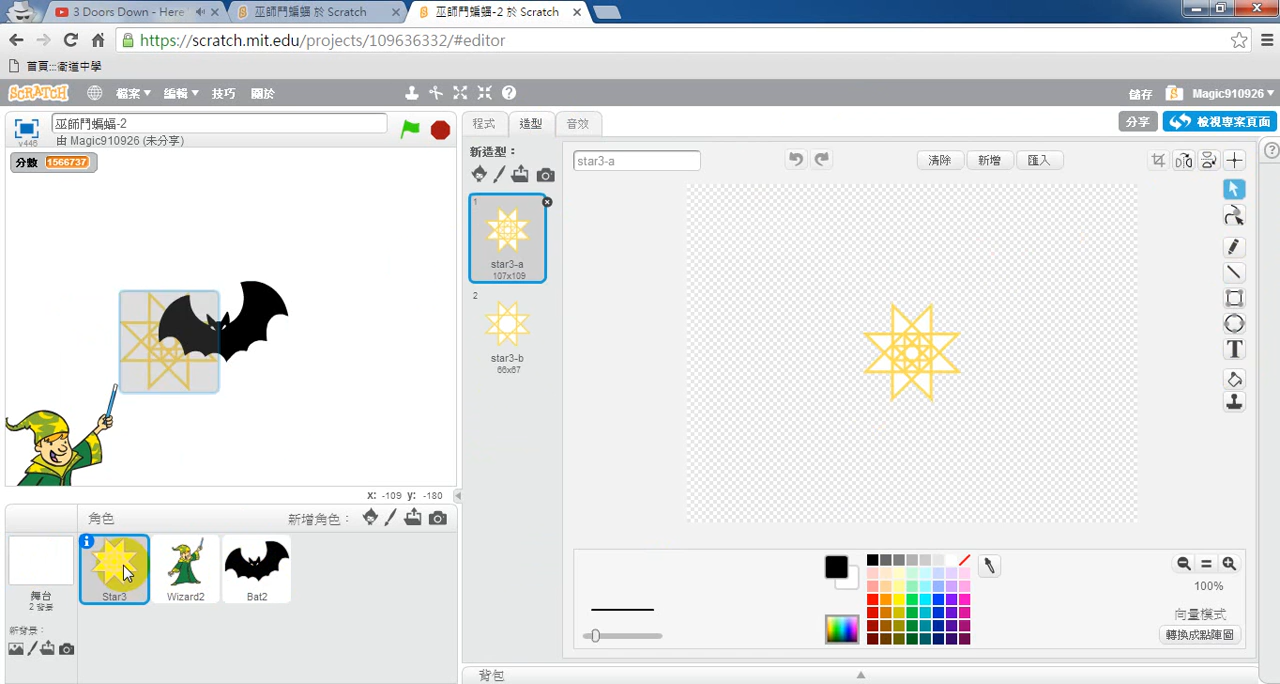 3 Doors Down - Here
巫師鬥蝙蝠 於 Scratch
巫師鬥蝙蝠-2 於 Scratch
https://scratch.mit.edu/projects/109636332/#editor
首頁:::衛道中學
SCRATCH
檔案▼
編輯▼
技巧
關於
儲存
Magic910926▼
巫師鬥蝙蝠-2
v446
由 Magic910926 (未分享)
程式
造型
音效
分享
檢視專案頁面
分數 1566737
新造型：
star3-a
清除
新增
匯入
1
star3-a
107x109
2
star3-b
66x67
T
x: -109 y: -180
角色
新增角色：
舞台
2 背景
新背景：
Star3
Wizard2
Bat2
100%
向量模式
轉換成點陣圖
背包